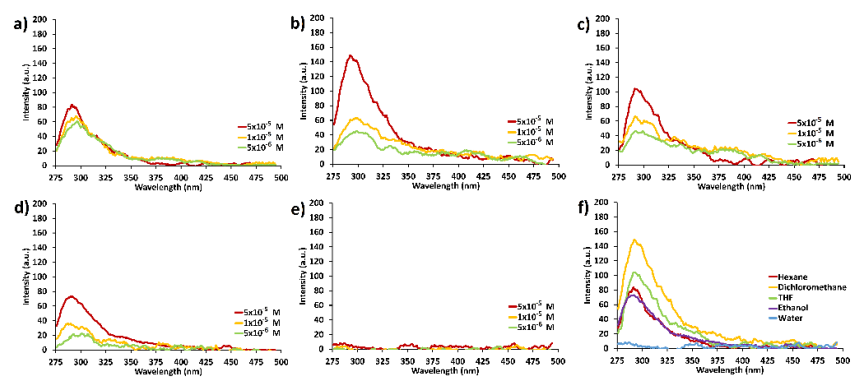 a)
200
180
160
140
120
100
80
60
40
20
0
Intensity (a.u.)
275 300 325 350 375 400 425 450 475 500
Wavelength (nm)
5x10⁻⁵ M
1x10⁻⁵ M
5x10⁻⁶ M
b)
200
180
160
140
120
100
80
60
40
20
0
Intensity (a.u.)
275 300 325 350 375 400 425 450 475 500
Wavelength (nm)
5x10⁻⁵ M
1x10⁻⁵ M
5x10⁻⁶ M
c)
200
180
160
140
120
100
80
60
40
20
0
Intensity (a.u.)
275 300 325 350 375 400 425 450 475 500
Wavelength (nm)
5x10⁻⁵ M
1x10⁻⁵ M
5x10⁻⁶ M
d)
200
180
160
140
120
100
80
60
40
20
0
Intensity (a.u.)
275 300 325 350 375 400 425 450 475 500
Wavelength (nm)
5x10⁻⁵ M
1x10⁻⁵ M
5x10⁻⁶ M
e)
200
180
160
140
120
100
80
60
40
20
0
Intensity (a.u.)
275 300 325 350 375 400 425 450 475 500
Wavelength (nm)
5x10⁻⁵ M
1x10⁻⁵ M
5x10⁻⁶ M
f)
200
180
160
140
120
100
80
60
40
20
0
Intensity (a.u.)
275 300 325 350 375 400 425 450 475 500
Wavelength (nm)
Hexane
Dichloromethane
THF
Ethanol
Water